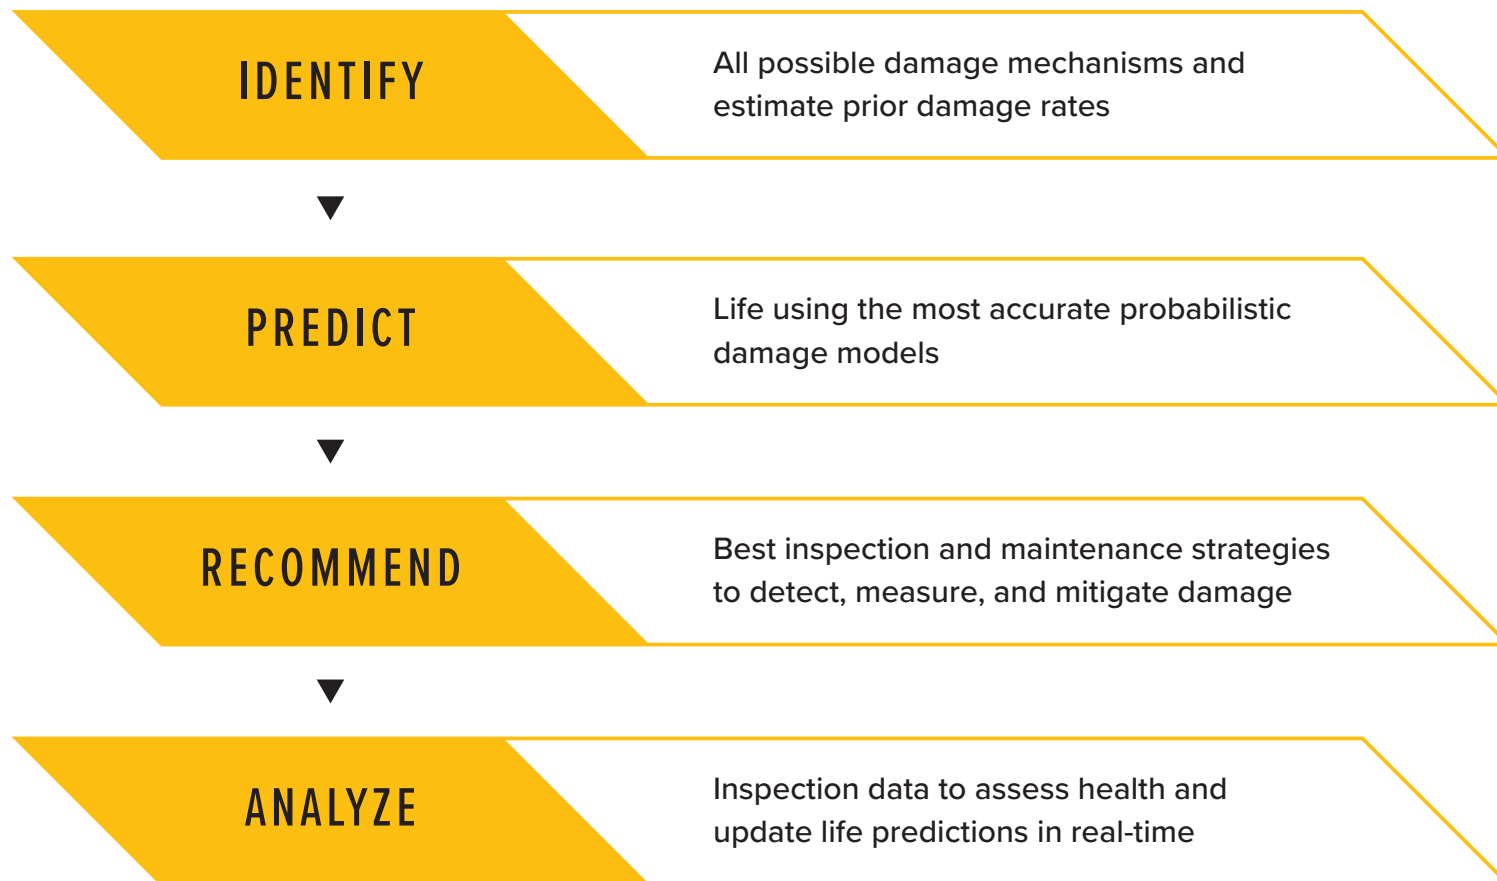 IDENTIFY
All possible damage mechanisms and
estimate prior damage rates
PREDICT
Life using the most accurate probabilistic
damage models
RECOMMEND
Best inspection and maintenance strategies
to detect, measure, and mitigate damage
ANALYZE
Inspection data to assess health and
update life predictions in real-time